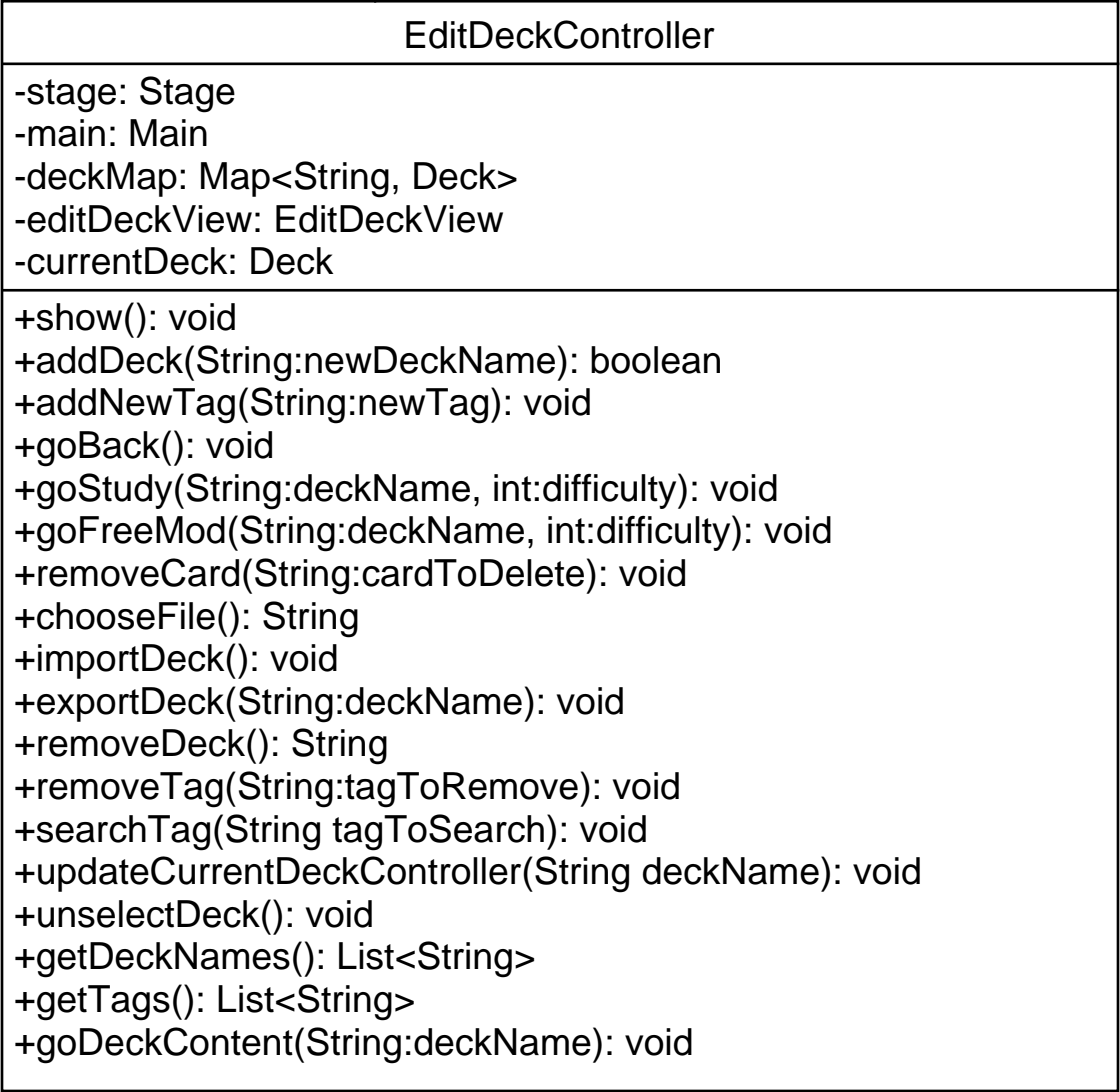 EditDeckController
-stage: Stage
-main: Main
-deckMap: Map<String, Deck>
-editDeckView: EditDeckView
-currentDeck: Deck
+show(): void
+addDeck(String:newDeckName): boolean
+addNewTag(String:newTag): void
+goBack(): void
+goStudy(String:deckName, int:difficulty): void
+goFreeMod(String:deckName, int:difficulty): void
+removeCard(String:cardToDelete): void
+chooseFile(): String
+importDeck(): void
+exportDeck(String:deckName): void
+removeDeck(): String
+removeTag(String:tagToRemove): void
+searchTag(String tagToSearch): void
+updateCurrentDeckController(String deckName): void
+unselectDeck(): void
+getDeckNames(): List<String>
+getTags(): List<String>
+goDeckContent(String:deckName): void